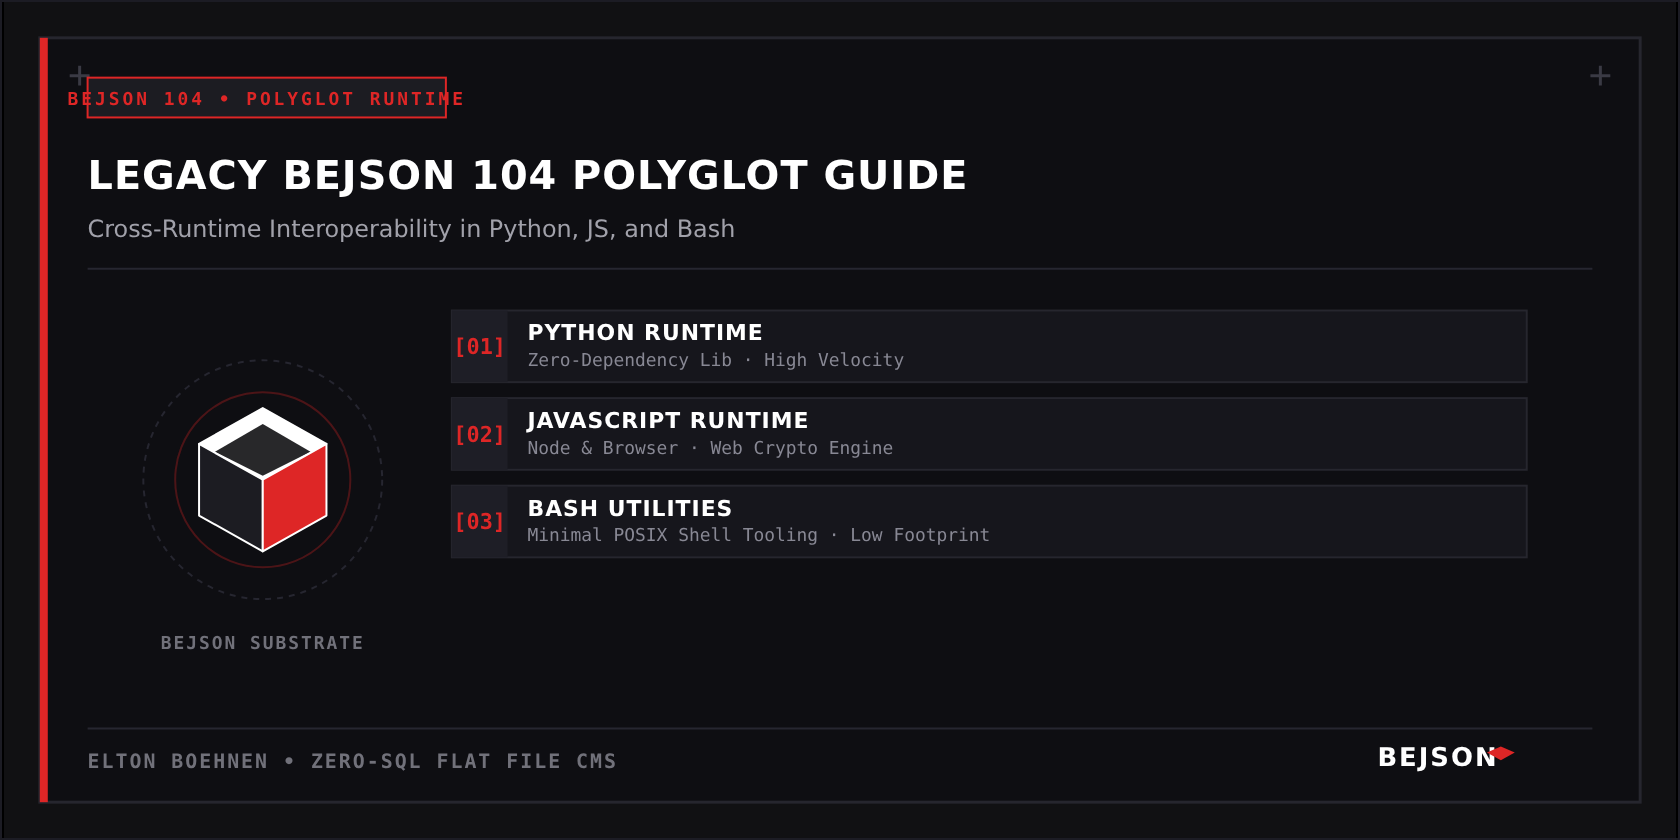 BEJSON 104 • POLYGLOT RUNTIME
LEGACY BEJSON 104 POLYGLOT GUIDE
Cross-Runtime Interoperability in Python, JS, and Bash
[01]
PYTHON RUNTIME
Zero-Dependency Lib · High Velocity
[02]
JAVASCRIPT RUNTIME
Node & Browser · Web Crypto Engine
[03]
BASH UTILITIES
Minimal POSIX Shell Tooling · Low Footprint
BEJSON SUBSTRATE
ELTON BOEHNEN • ZERO-SQL FLAT FILE CMS
BEJSON